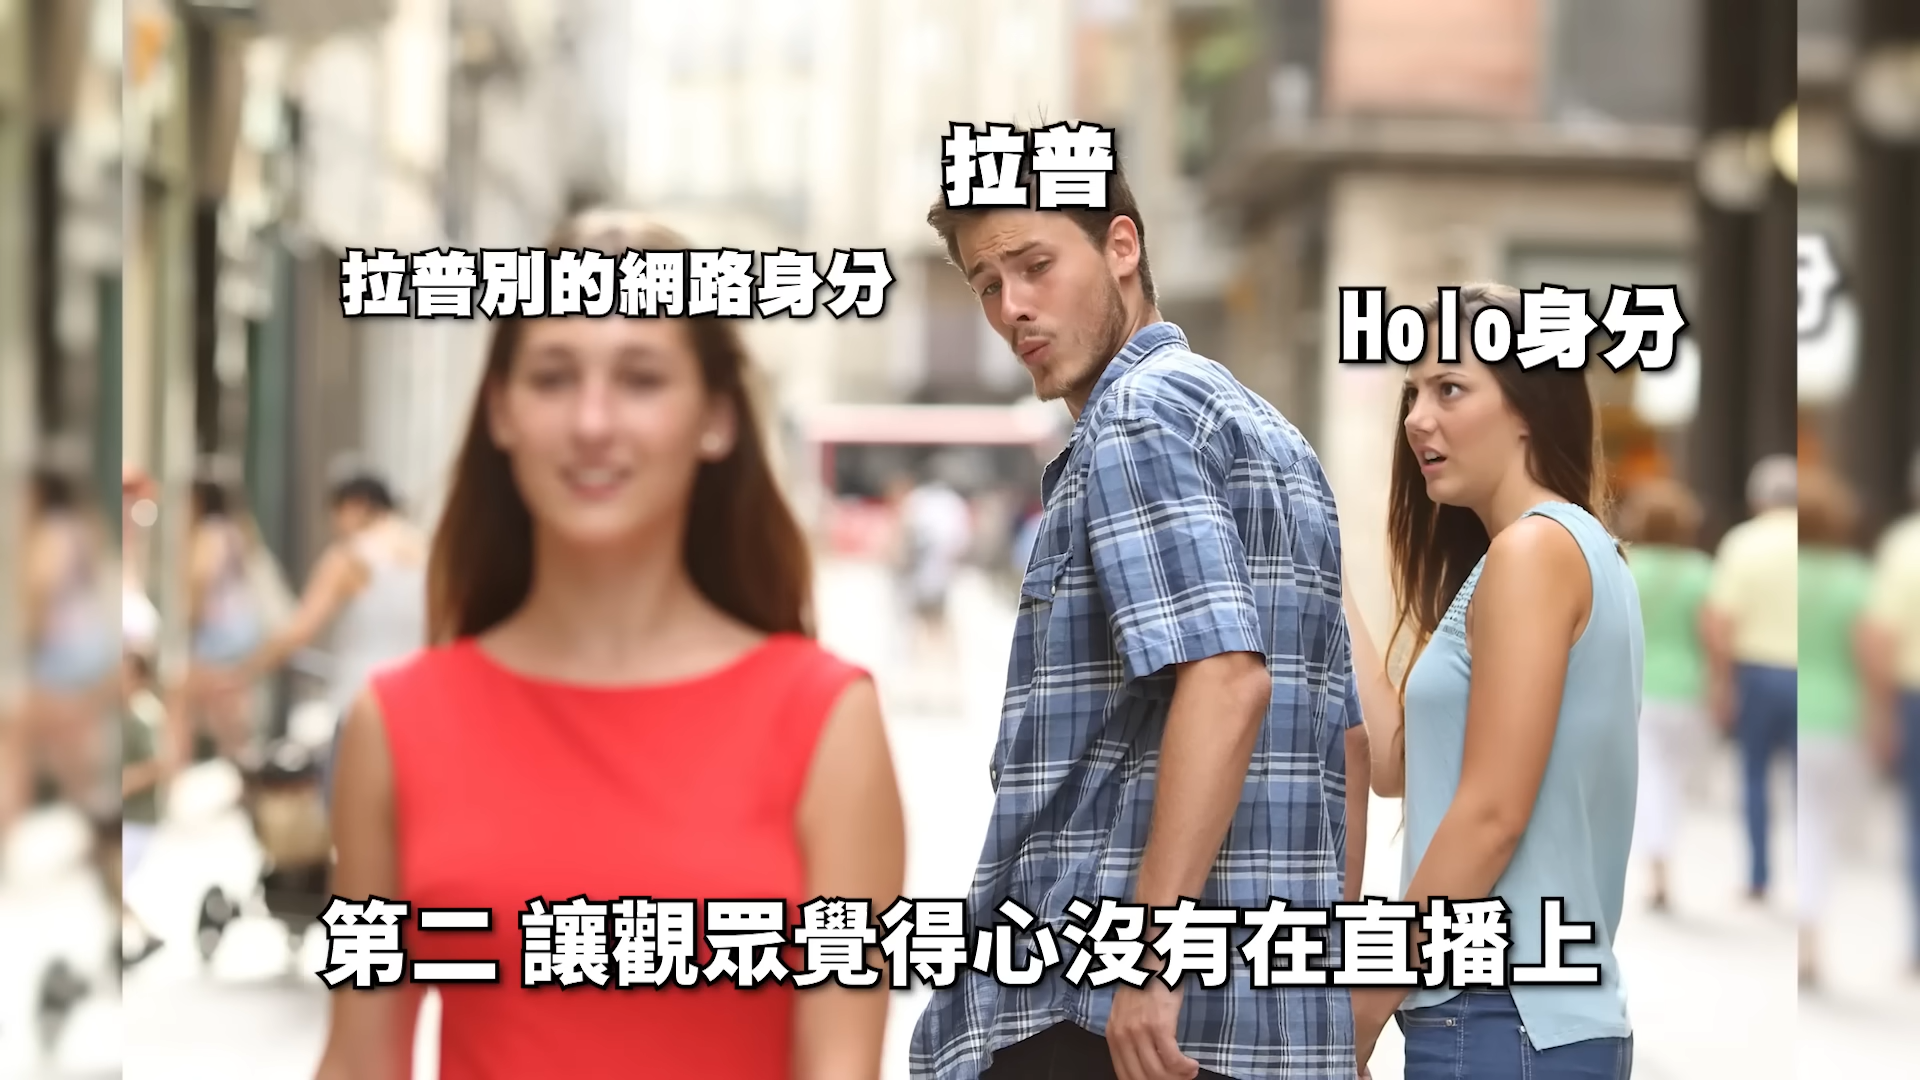 拉普
拉普別的網路身分
Holo身分
第二 讓觀眾覺得心沒有在直播上